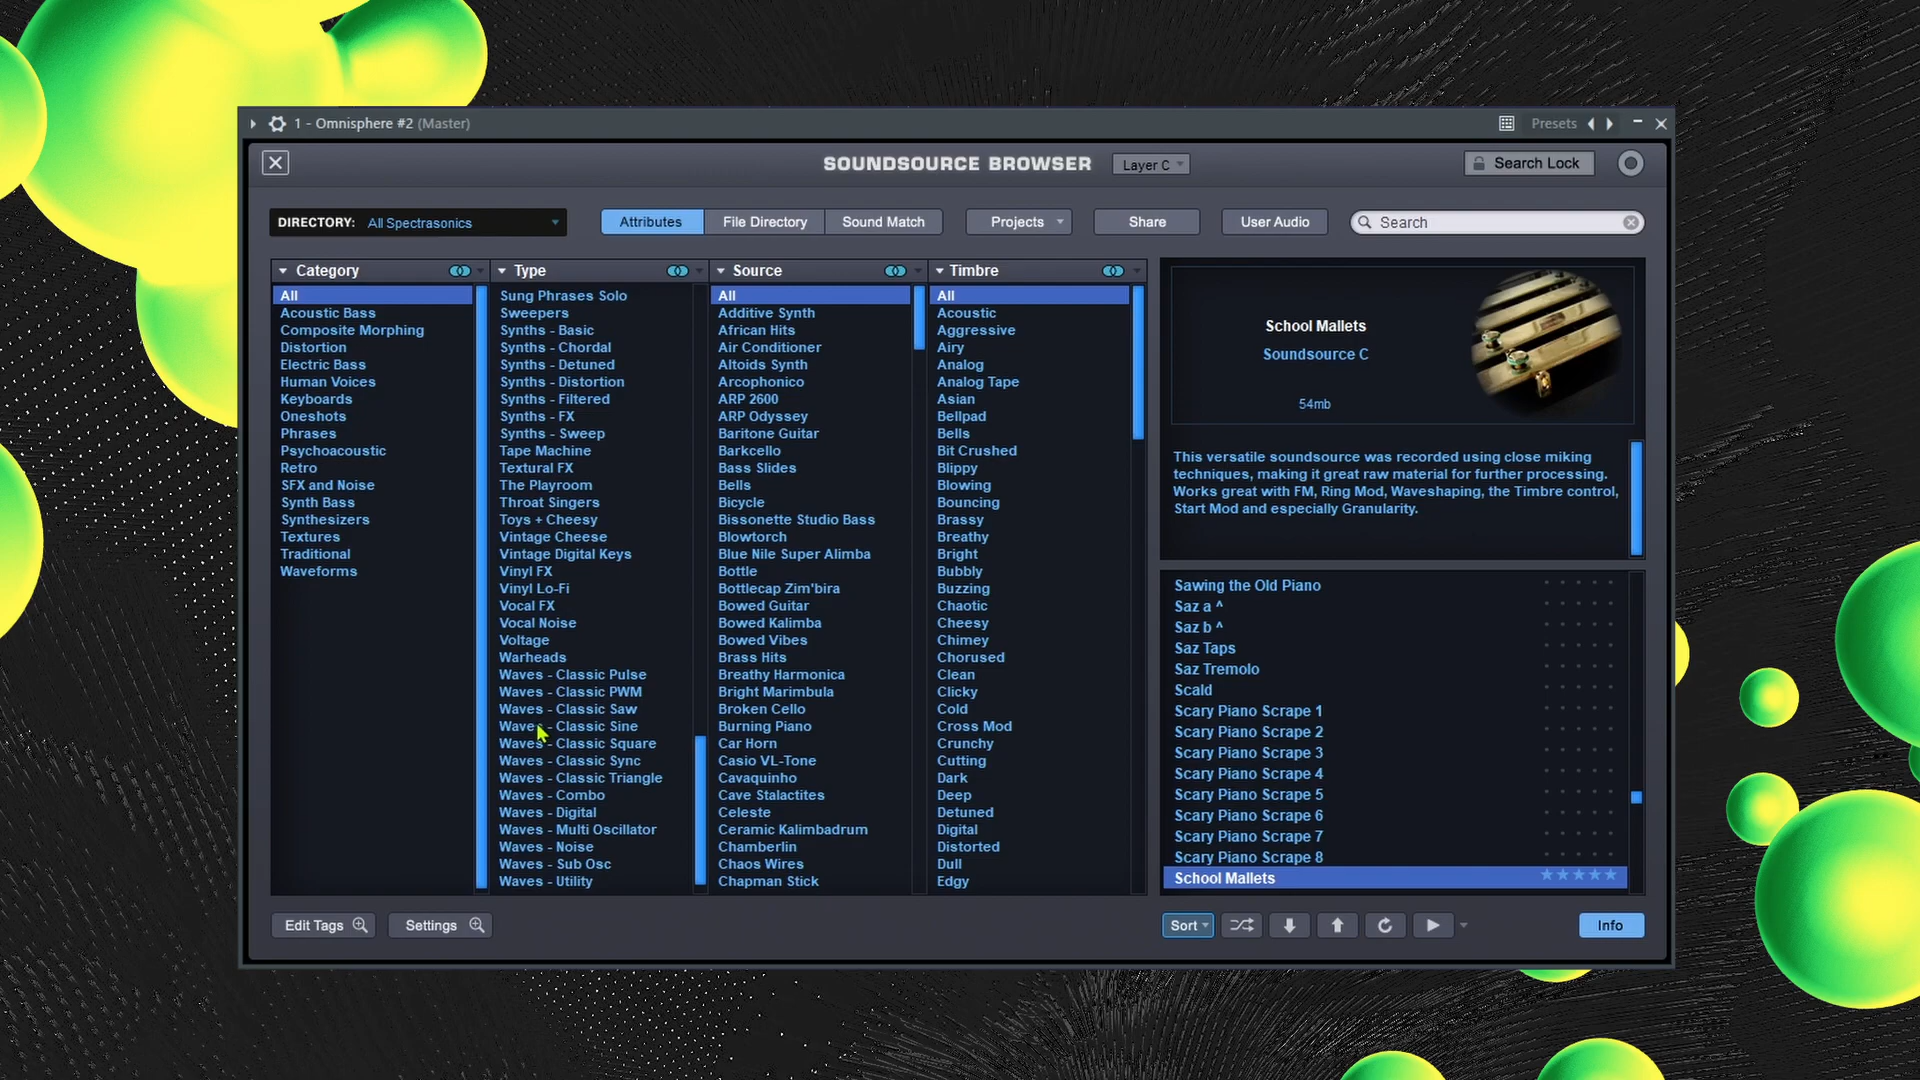 1 - Omnisphere #2 (Master)
Presets
SOUNDSOURCE BROWSER
Layer C
Search Lock
DIRECTORY: All Spectrasonics
Attributes
File Directory
Sound Match
Projects
Share
User Audio
Search
Category
All
Acoustic Bass
Composite Morphing
Distortion
Electric Bass
Human Voices
Keyboards
Oneshots
Phrases
Psychoacoustic
Retro
SFX and Noise
Synth Bass
Synthesizers
Textures
Traditional
Waveforms
Type
Sung Phrases Solo
Sweepers
Synths - Basic
Synths - Chordal
Synths - Detuned
Synths - Distortion
Synths - Filtered
Synths - FX
Synths - Sweep
Tape Machine
Textural FX
The Playroom
Throat Singers
Toys + Cheesy
Vintage Cheese
Vintage Digital Keys
Vinyl FX
Vinyl Lo-Fi
Vocal FX
Vocal Noise
Voltage
Warheads
Waves - Classic Pulse
Waves - Classic PWM
Waves - Classic Saw
Waves - Classic Sine
Waves - Classic Square
Waves - Classic Sync
Waves - Classic Triangle
Waves - Combo
Waves - Digital
Waves - Multi Oscillator
Waves - Noise
Waves - Sub Osc
Waves - Utility
Source
All
Additive Synth
African Hits
Air Conditioner
Altoids Synth
Arcophonico
ARP 2600
ARP Odyssey
Baritone Guitar
Barkcello
Bass Slides
Bells
Bicycle
Bissonette Studio Bass
Blowtorch
Blue Nile Super Alimba
Bottle
Bottlecap Zim'bira
Bowed Guitar
Bowed Kalimba
Bowed Vibes
Brass Hits
Breathy Harmonica
Bright Marimbula
Broken Cello
Burning Piano
Car Horn
Casio VL-Tone
Cavaquinho
Cave Stalactites
Celeste
Ceramic Kalimbadrum
Chamberlin
Chaos Wires
Chapman Stick
Timbre
All
Acoustic
Aggressive
Airy
Analog
Analog Tape
Asian
Bellpad
Bells
Bit Crushed
Blippy
Blowing
Bouncing
Brassy
Breathy
Bright
Bubbly
Buzzing
Chaotic
Cheesy
Chimey
Chorused
Clean
Clicky
Cold
Cross Mod
Crunchy
Cutting
Dark
Deep
Detuned
Digital
Distorted
Dull
Edgy
School Mallets
Soundsource C
54mb
This versatile soundsource was recorded using close miking
techniques, making it great raw material for further processing.
Works great with FM, Ring Mod, Waveshaping, the Timbre control,
Start Mod and especially Granularity.
Sawing the Old Piano
Saz a ^
Saz b ^
Saz Taps
Saz Tremolo
Scald
Scary Piano Scrape 1
Scary Piano Scrape 2
Scary Piano Scrape 3
Scary Piano Scrape 4
Scary Piano Scrape 5
Scary Piano Scrape 6
Scary Piano Scrape 7
Scary Piano Scrape 8
School Mallets
Edit Tags
Settings
Sort
Info